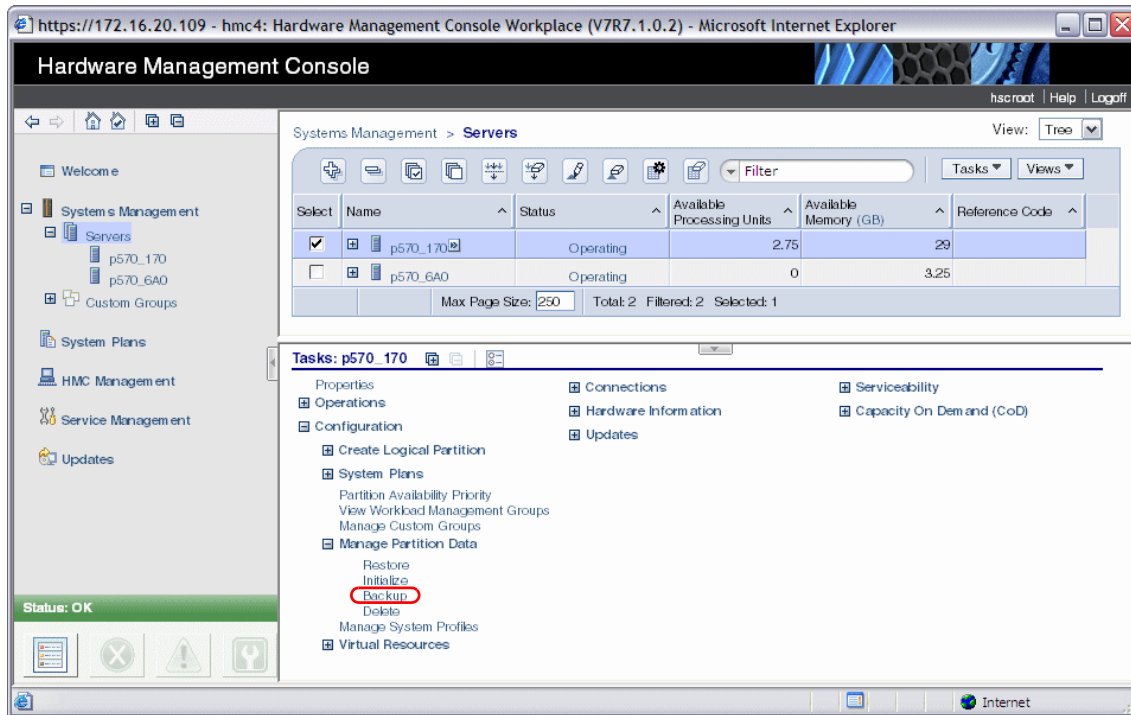 https://172.16.20.109 - hmc4: Hardware Management Console Workplace (V7R7.1.0.2) - Microsoft Internet Explorer
Hardware Management Console
hscroot | Help | Logoff
Welcome
Systems Management
Servers
p570_170
p570_6A0
Custom Groups
System Plans
HMC Management
Service Management
Updates
Status: OK
Systems Management > Servers
View: Tree
Filter
Tasks Views
Select Name Status Available Processing Units Available Memory (GB) Reference Code
p570_170 Operating 2.75 29
p570_6A0 Operating 0 3.25
Max Page Size: 250 Total: 2 Filtered: 2 Selected: 1
Tasks: p570_170
Properties
Operations
Configuration
Create Logical Partition
System Plans
Partition Availability Priority
View Workload Management Groups
Manage Custom Groups
Manage Partition Data
Restore
Initialize
Backup
Delete
Manage System Profiles
Virtual Resources
Connections
Hardware Information
Updates
Serviceability
Capacity On Demand (CoD)
Internet